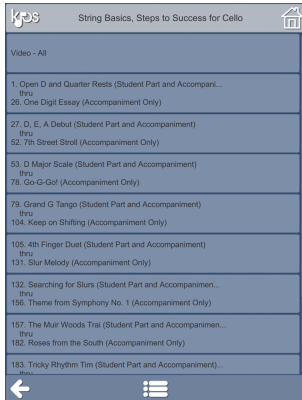 kjos
String Basics, Steps to Success for Cello
Video - All
1. Open D and Quarter Rests (Student Part and Accompani...
thru
26. One Digit Essay (Accompaniment Only)
27. D, E, A Debut (Student Part and Accompaniment)
thru
52. 7th Street Stroll (Accompaniment Only)
53. D Major Scale (Student Part and Accompaniment)
thru
78. Go-G-Go! (Accompaniment Only)
79. Grand G Tango (Student Part and Accompaniment)
thru
104. Keep on Shifting (Accompaniment Only)
105. 4th Finger Duet (Student Part and Accompaniment)
thru
131. Slur Melody (Accompaniment Only)
132. Searching for Slurs (Student Part and Accompanimen...
thru
156. Theme from Symphony No. 1 (Accompaniment Only)
157. The Muir Woods Trai (Student Part and Accompanimen...
thru
182. Roses from the South (Accompaniment Only)
183. Tricky Rhythm Tim (Student Part and Accompaniment)...
thru